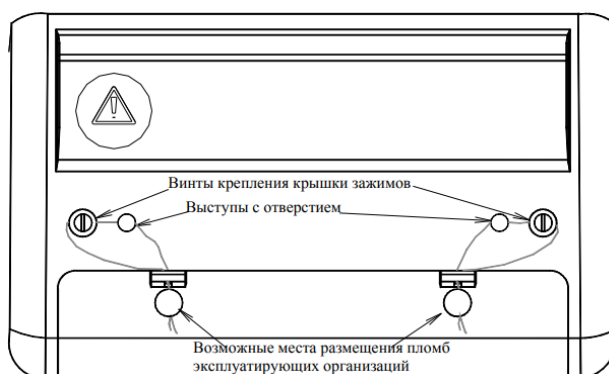 Винты крепления крышки зажимов
Выступы с отверстием
Возможные места размещения пломб
эксплуатирующих организаций